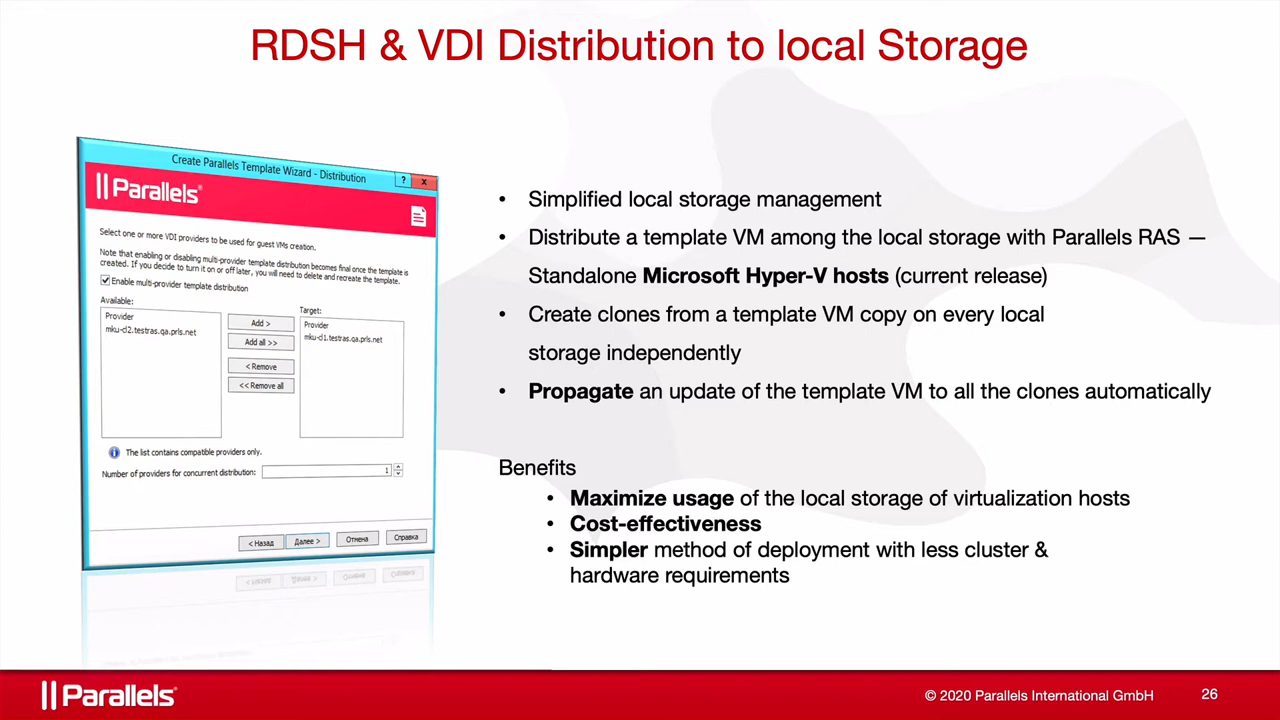 RDSH & VDI Distribution to local Storage
Create Parallels Template Wizard - Distribution
? x
Parallels®
Select one or more VDI providers to be used for guest VMs creation.
Note that enabling or disabling multi-provider template distribution becomes final once the template is
created. If you decide to turn it on or off later, you will need to delete and recreate the template.
Enable multi-provider template distribution
Available:
Provider
mku-cl2.testras.qa.prls.net
Add >
Add all >>
< Remove
<< Remove all
Target:
Provider
mku-cl1.testras.qa.prls.net
The list contains compatible providers only.
Number of providers for concurrent distribution: 1
< Назад Далее > Отмена Справка
• Simplified local storage management
• Distribute a template VM among the local storage with Parallels RAS —
Standalone Microsoft Hyper-V hosts (current release)
• Create clones from a template VM copy on every local
storage independently
• Propagate an update of the template VM to all the clones automatically
Benefits
• Maximize usage of the local storage of virtualization hosts
• Cost-effectiveness
• Simpler method of deployment with less cluster &
hardware requirements
Parallels®
© 2020 Parallels International GmbH
26